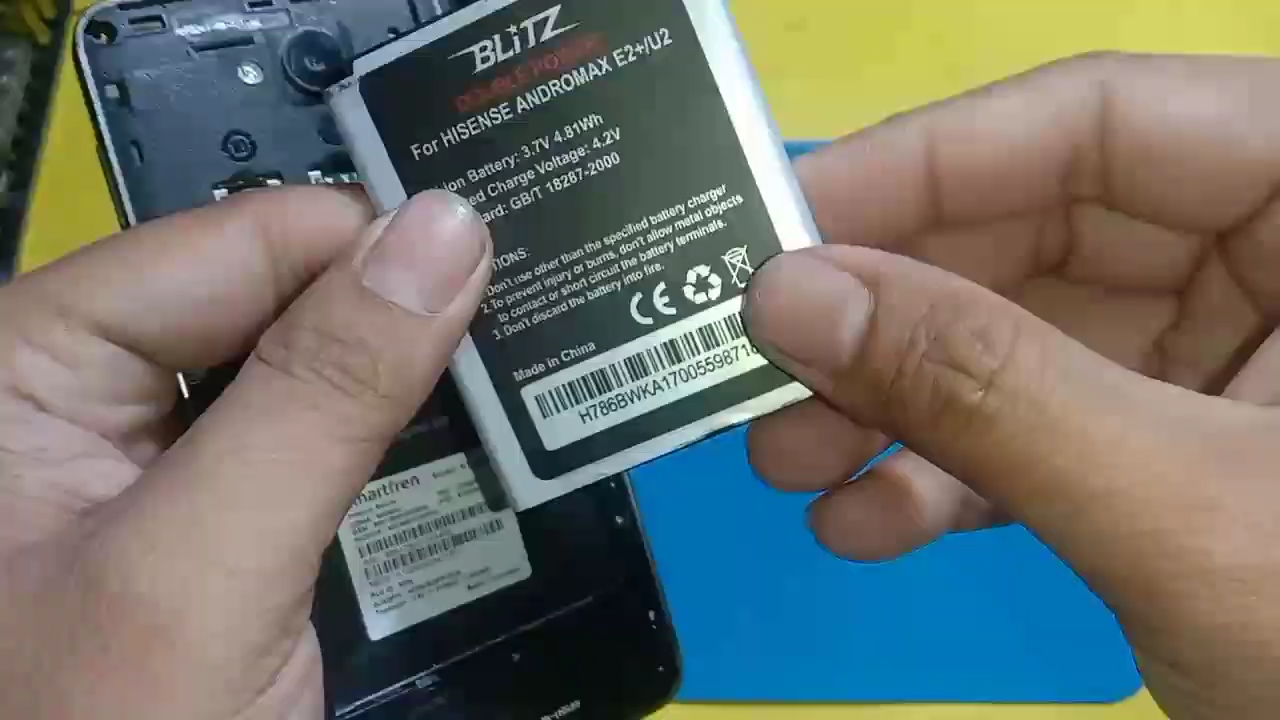 BLiTZ
DOUBLE POWER
For HISENSE ANDROMAX E2+/U2
ion Battery: 3.7V 4.81Wh
ed Charge Voltage: 4.2V
ard: GB/T 18287-2000
TIONS:
Don't use other than the specified battery charger
2. To prevent injury or burns, don't allow metal objects
to contact or short circuit the battery terminals.
3. Don't discard the battery into fire.
CE
Made in China
H786BWKA17005598718
martfren